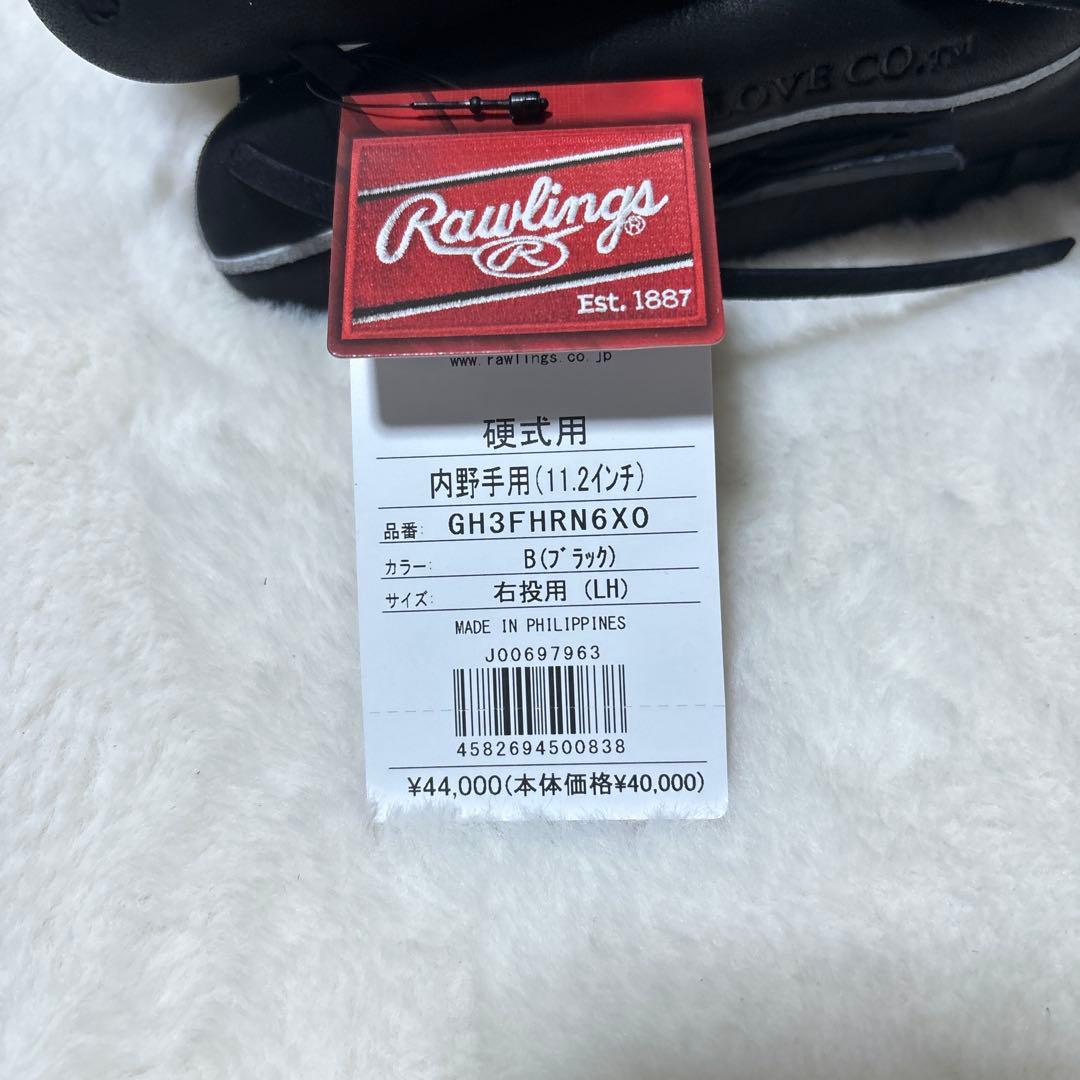 LOVE CO.™
Rawlings®
R
Est. 1887
www.rawlings.co.jp
硬式用
内野手用(11.2ｲﾝﾁ)
品番: GH3FHRN6XO
カラー: B(ﾌﾞﾗｯｸ)
サイズ: 右投用 (LH)
MADE IN PHILIPPINES
J00697963
4582694500838
¥44,000(本体価格¥40,000)